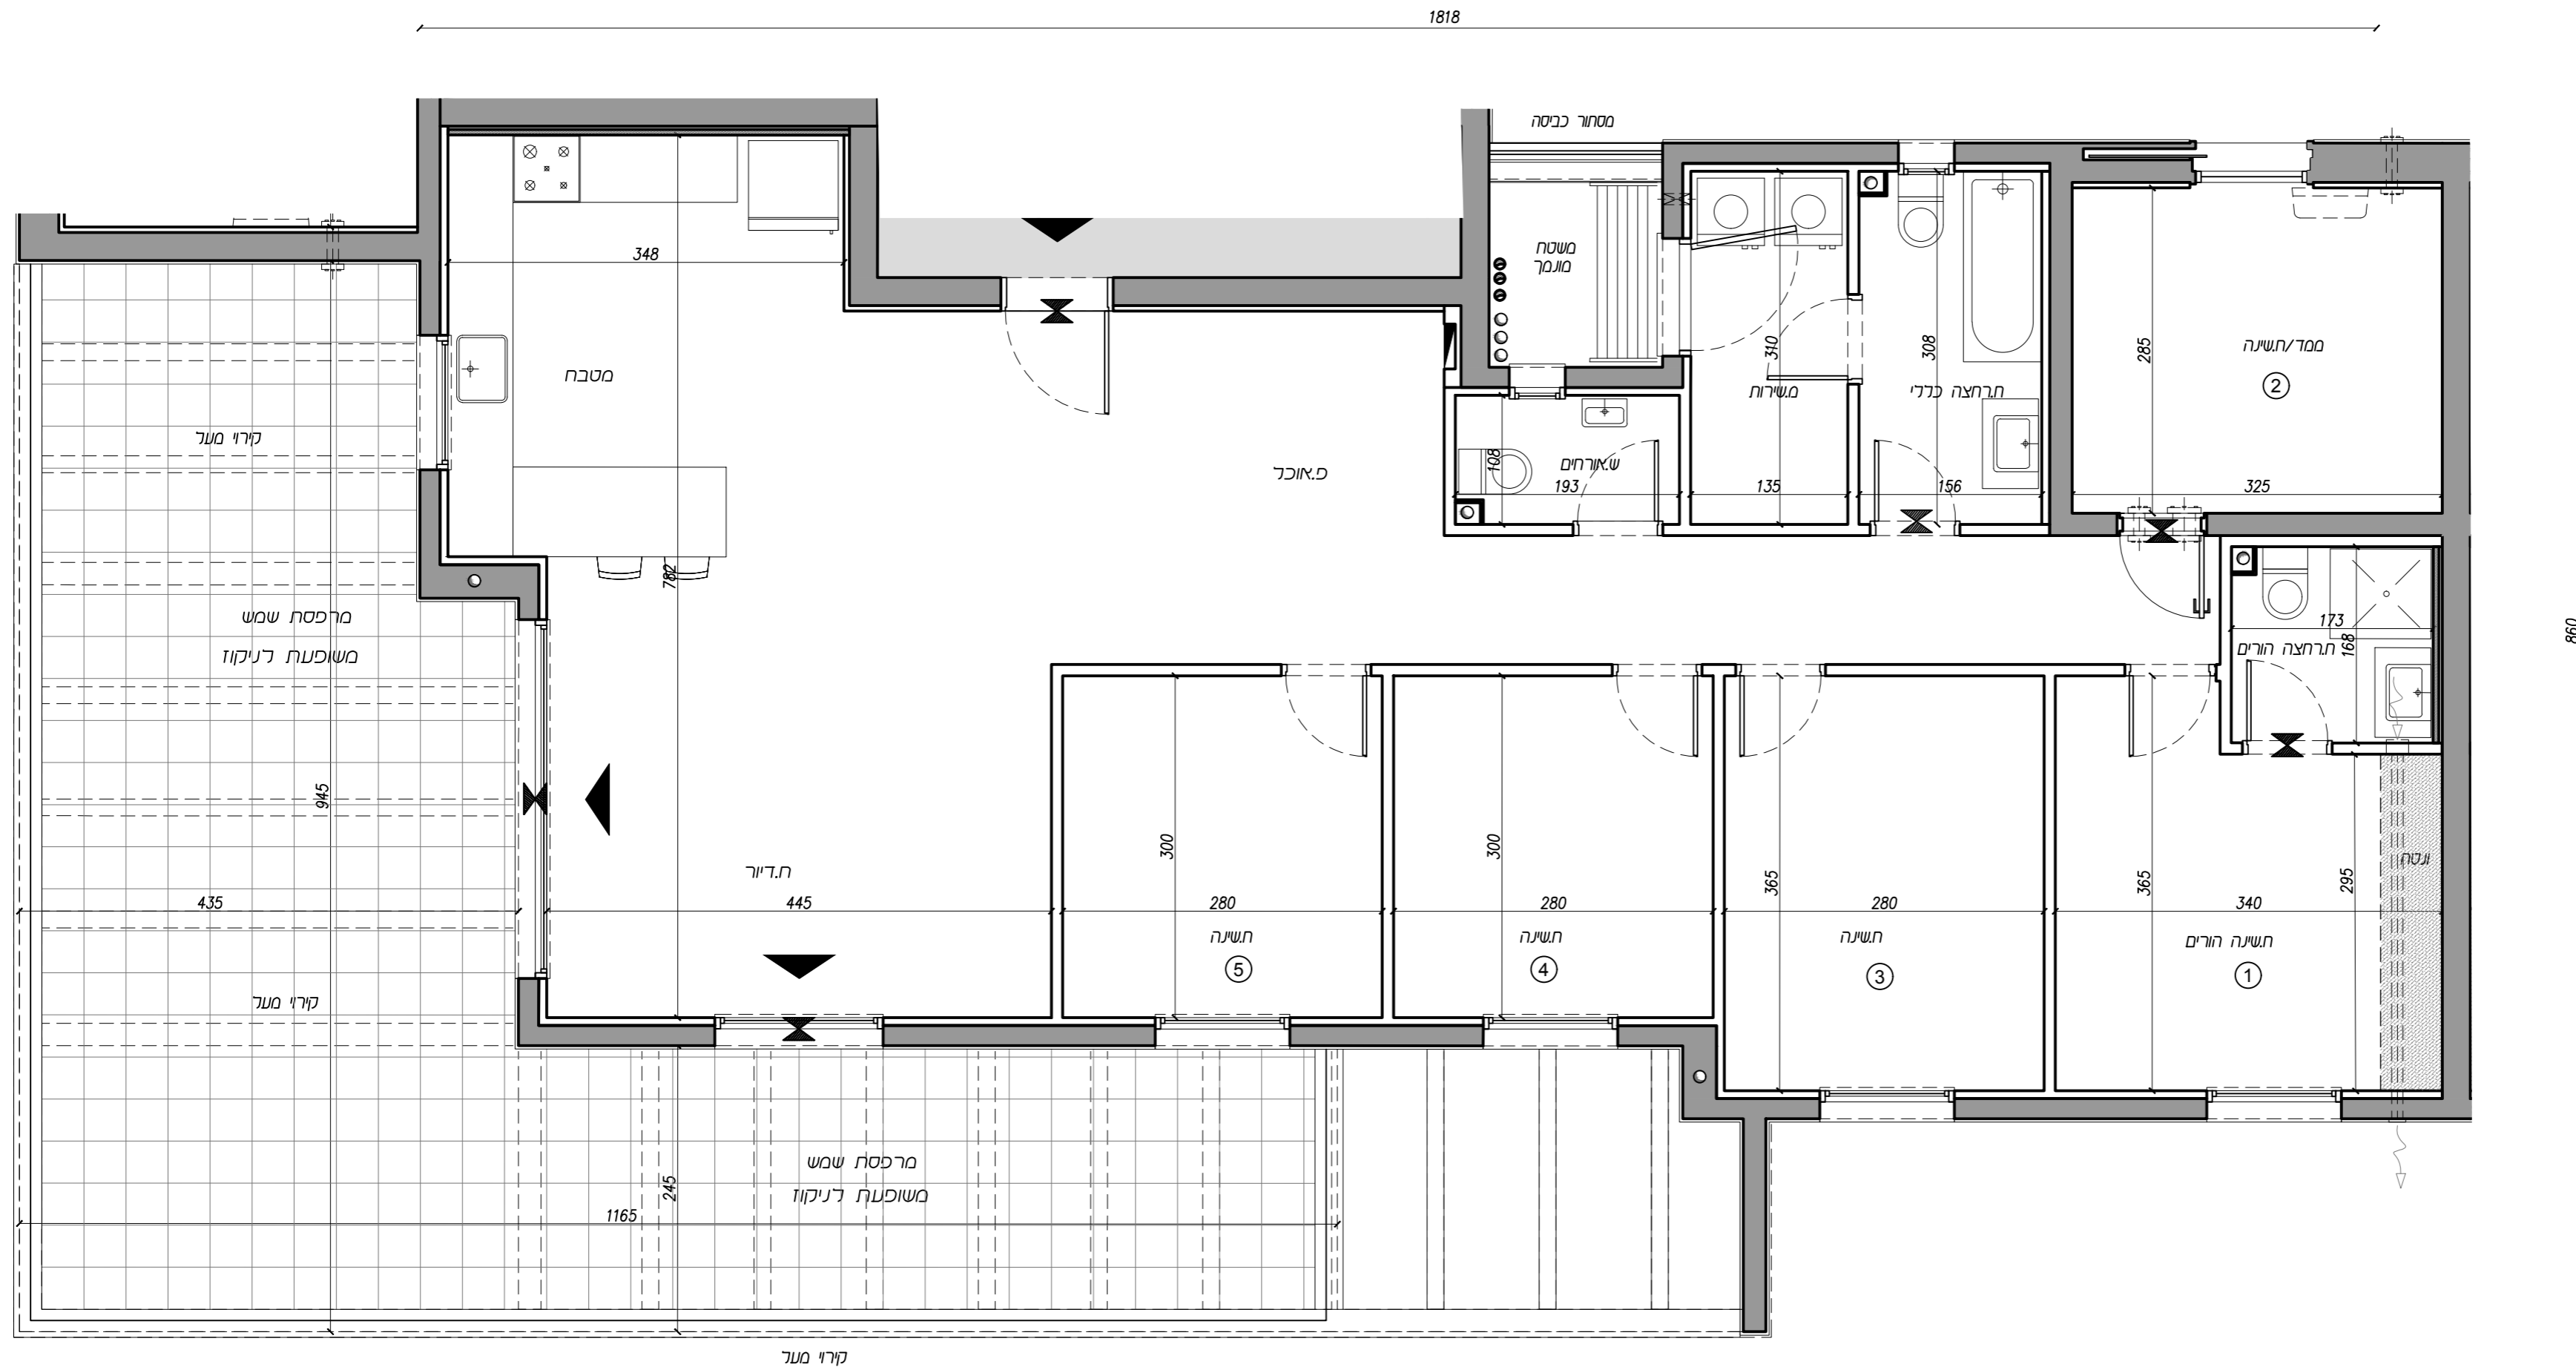 1818
מסתור כביסה
משטח
מונמך
348
מטבח
קירוי מעל
פ.אוכל
108
ש.אורחים
193
310
מ.שירות
135
308
ח.רחצה כללי
156
285
ממד/ח.שינה
2
325
מרפסת שמש
משופעת לניקוז
782
860
173
168
ח.רחצה הורים
945
ח.דיור
435
445
קירוי מעל
300
280
ח.שינה
5
300
280
ח.שינה
4
365
280
ח.שינה
3
365
295
340
ח.שינה הורים
1
ונטה
מרפסת שמש
משופעת לניקוז
245
1165
קירוי מעל